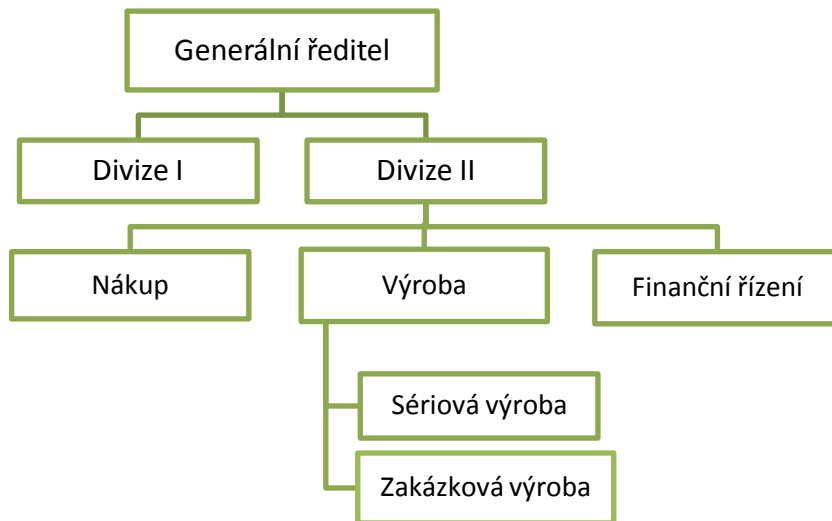 Generální ředitel
Divize I
Divize II
Nákup
Výroba
Finanční řízení
Sériová výroba
Zakázková výroba